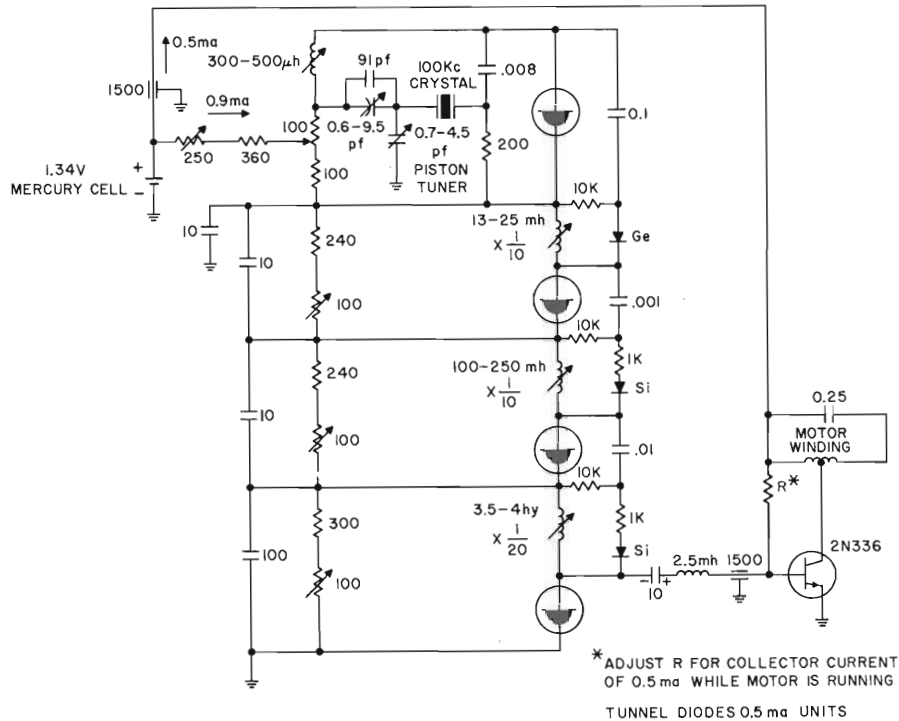 0.5ma
300-500μh
91pf
100Kc
CRYSTAL
.008
1500
0.9ma
100
0.6-9.5
pf
0.7-4.5
pf
PISTON
TUNER
200
0.1
250
360
100
1.34V
MERCURY CELL
+
-
10K
13-25 mh
X 1/10
Ge
10
10
240
.001
100
10K
1K
100-250 mh
X 1/10
Si
240
10
0.25
MOTOR
WINDING
100
.01
10K
R*
3.5-4hy
X 1/20
1K
300
2N336
Si
100
2.5mh
1500
- 10 +
100
*ADJUST R FOR COLLECTOR CURRENT
OF 0.5 ma WHILE MOTOR IS RUNNING
TUNNEL DIODES 0.5 ma UNITS